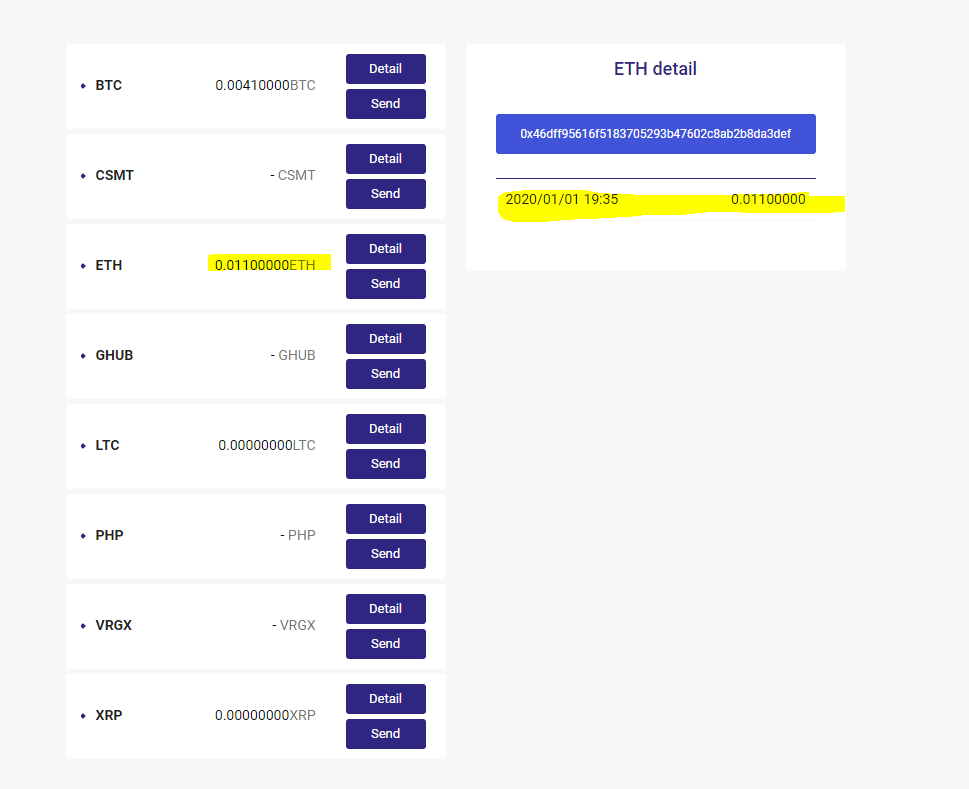 BTC 0.00410000BTC Detail
Send
CSMT - CSMT Detail
Send
ETH 0.01100000ETH Detail
Send
GHUB - GHUB Detail
Send
LTC 0.00000000LTC Detail
Send
PHP - PHP Detail
Send
VRGX - VRGX Detail
Send
XRP 0.00000000XRP Detail
Send
ETH detail
0x46dff95616f5183705293b47602c8ab2b8da3def
2020/01/01 19:35 0.01100000